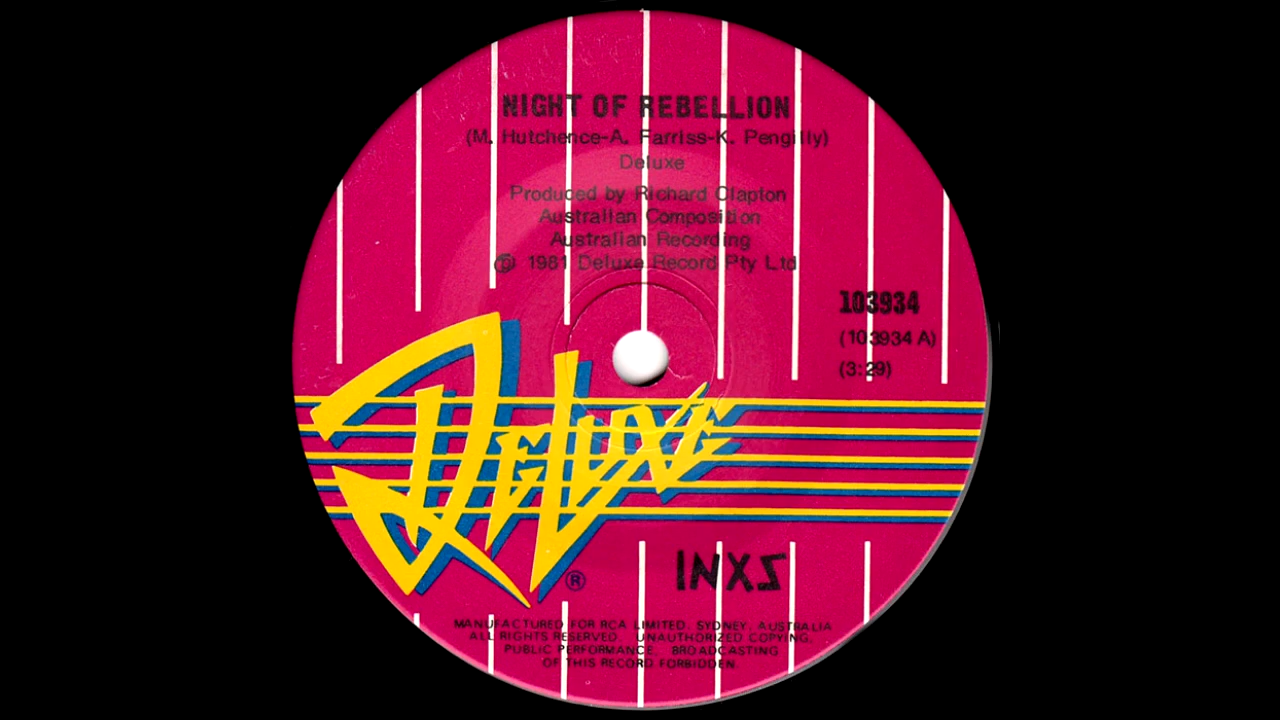 NIGHT OF REBELLION
(M. Hutchence-A. Farriss-K. Pengilly)
Deluxe
Produced by Richard Clapton
Australian Composition
Australian Recording
℗ 1981 Deluxe Record Pty Ltd
103934
(103934 A)
(3:29)
Deluxe
®
INXS
MANUFACTURED FOR RCA LIMITED, SYDNEY, AUSTRALIA
ALL RIGHTS RESERVED. UNAUTHORIZED COPYING,
PUBLIC PERFORMANCE, BROADCASTING
OF THIS RECORD FORBIDDEN.